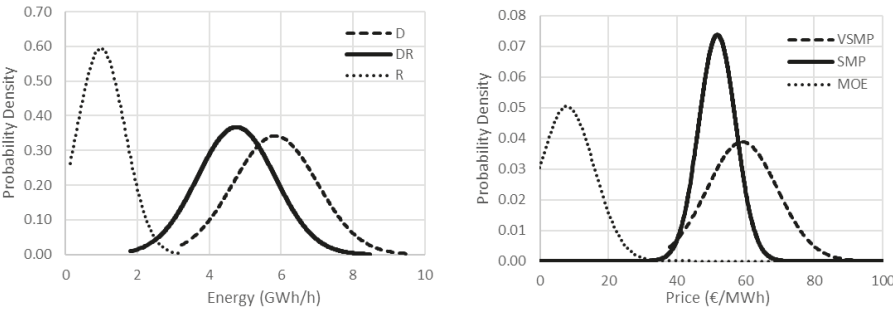 0.70
0.60
0.50
0.40
0.30
0.20
0.10
0.00
Probability Density
0 2 4 6 8 10
Energy (GWh/h)
D
DR
R
0.08
0.07
0.06
0.05
0.04
0.03
0.02
0.01
0.00
Probability Density
0 20 40 60 80 100
Price (€/MWh)
VSMP
SMP
MOE